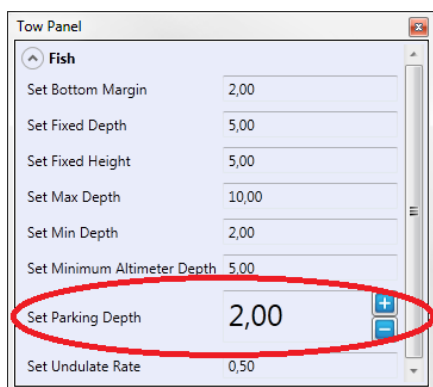 Tow Panel
Fish
Set Bottom Margin 2,00
Set Fixed Depth 5,00
Set Fixed Height 5,00
Set Max Depth 10,00
Set Min Depth 2,00
Set Minimum Altimeter Depth 5,00
Set Parking Depth 2,00
Set Undulate Rate 0,50